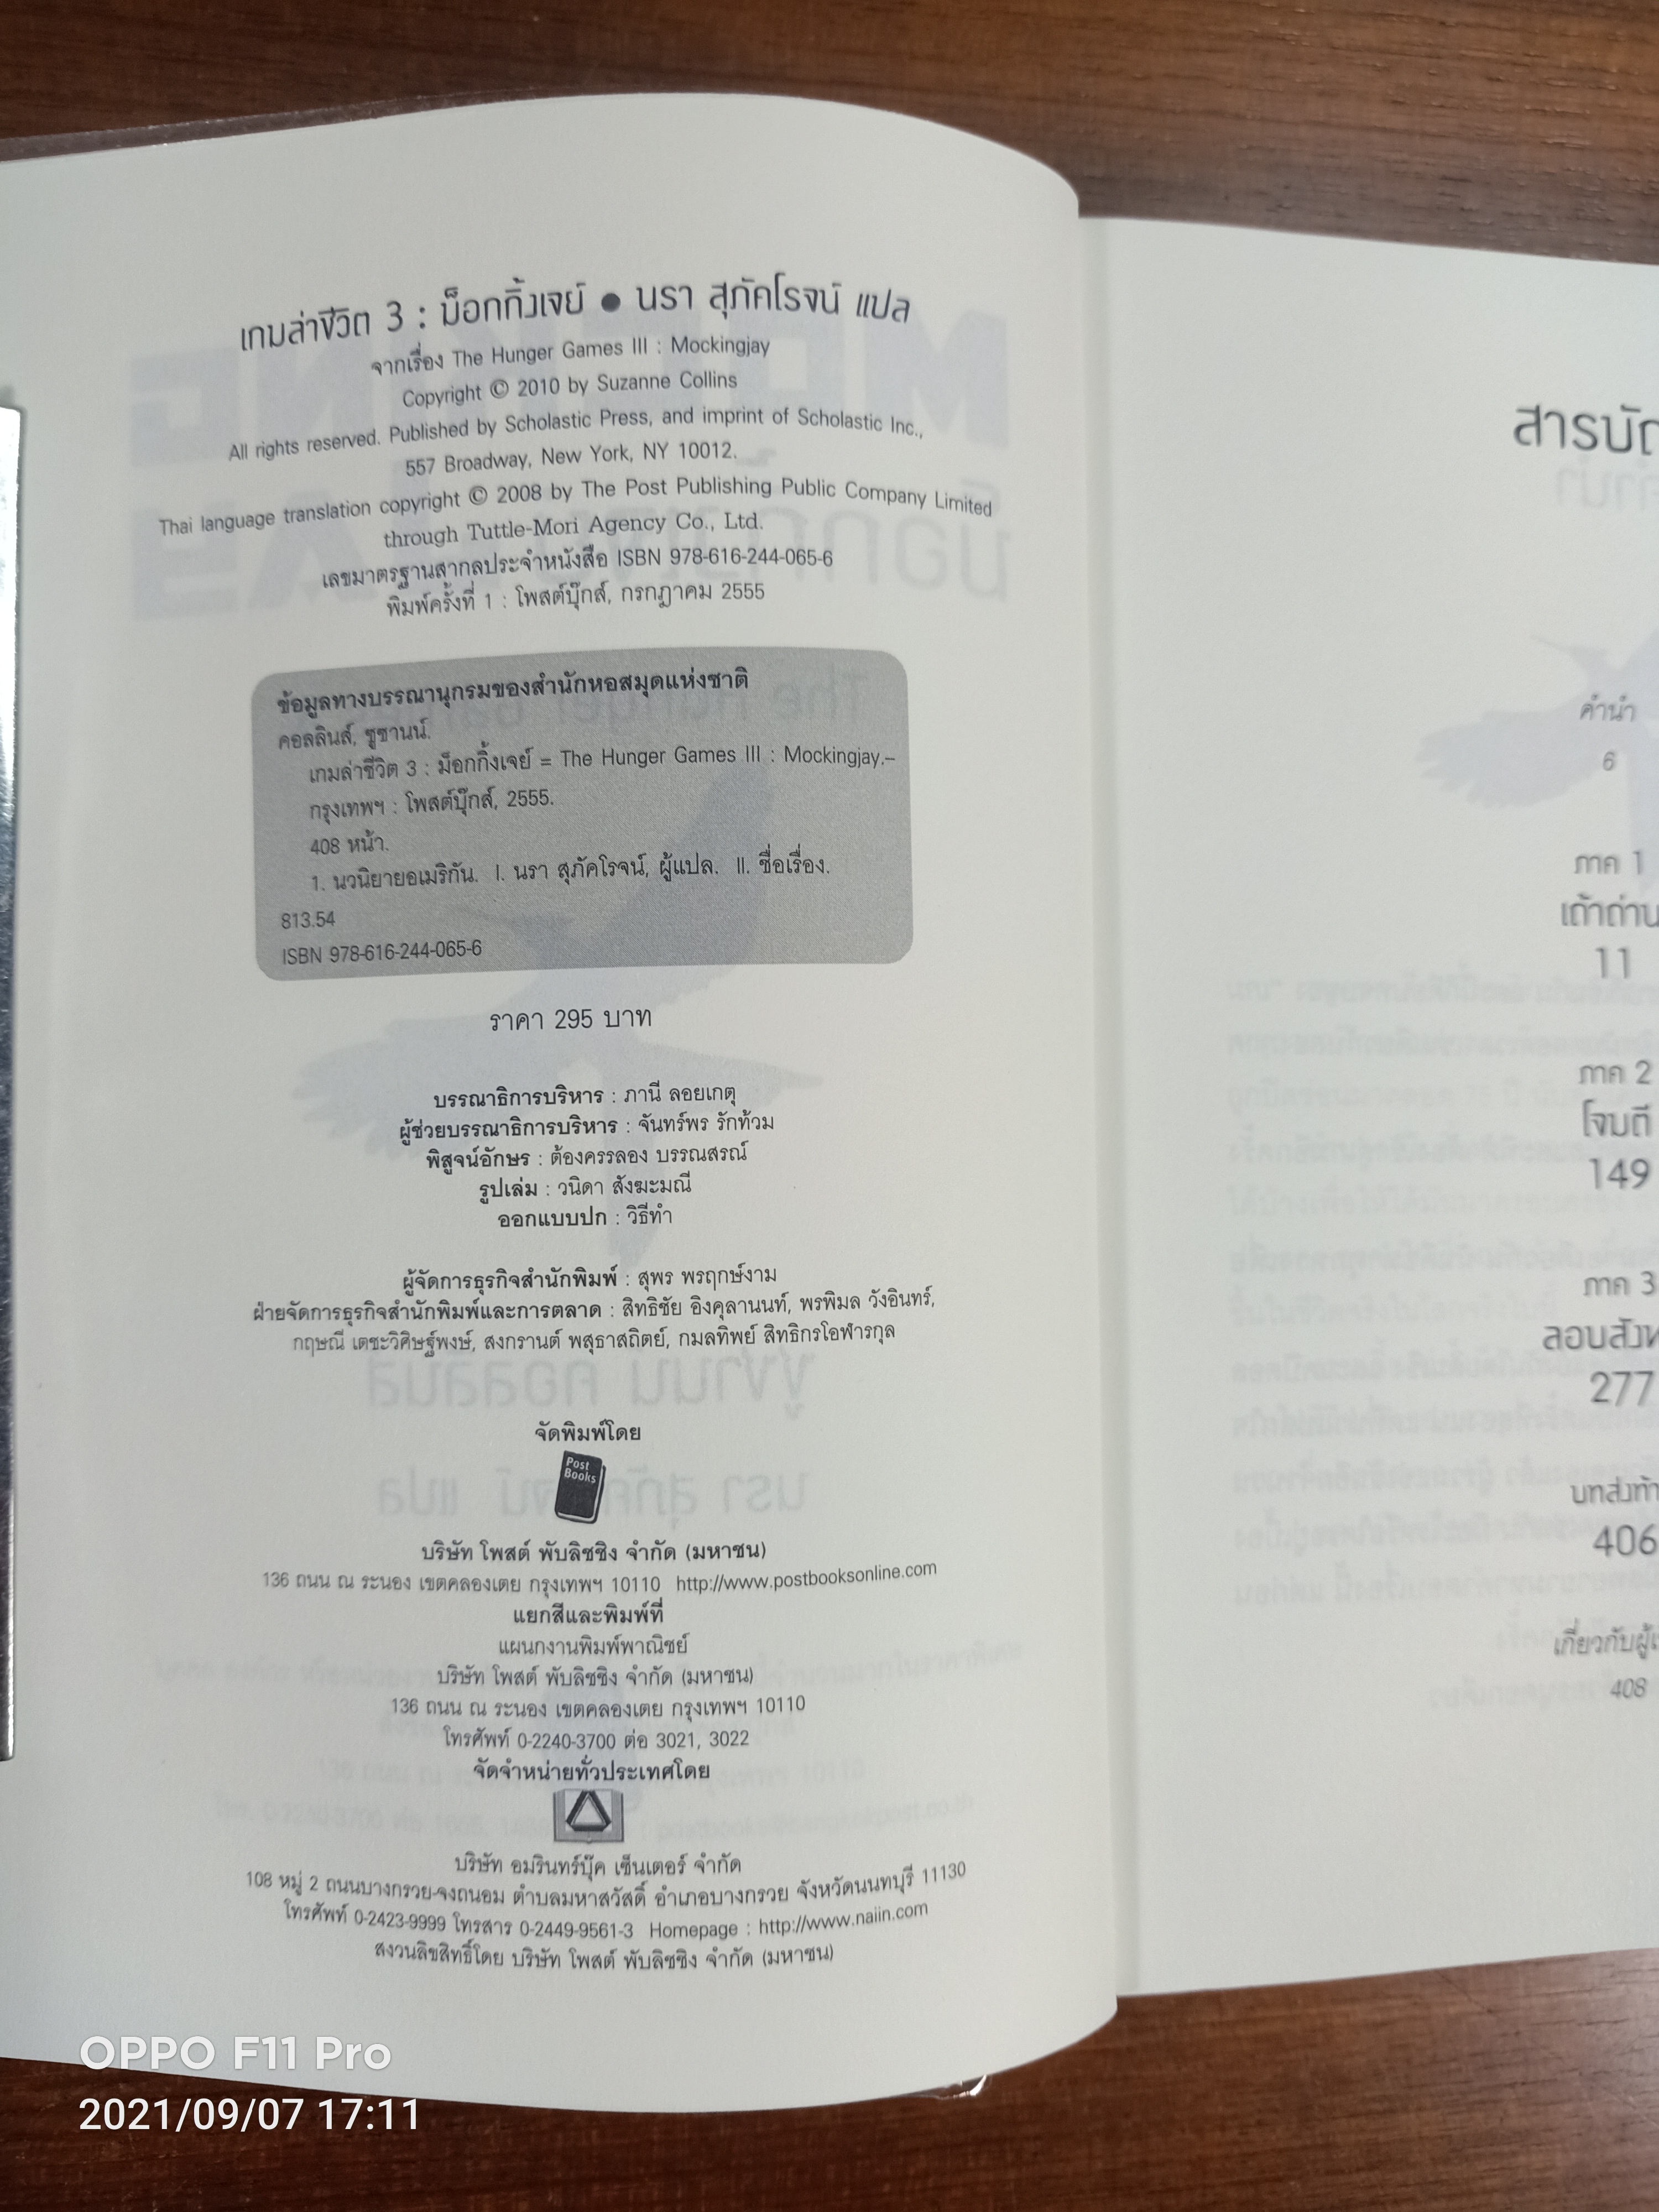 เกมล่าชีวิต 3 : ม็อกกิ้งเจย์ ● นรา สุภัคโรจน์ แปล
จากเรื่อง The Hunger Games III : Mockingjay
Copyright © 2010 by Suzanne Collins
All rights reserved. Published by Scholastic Press, and imprint of Scholastic Inc.,
557 Broadway, New York, NY 10012.
Thai language translation copyright © 2008 by The Post Publishing Public Company Limited
through Tuttle-Mori Agency Co., Ltd.
เลขมาตรฐานสากลประจำหนังสือ ISBN 978-616-244-065-6
พิมพ์ครั้งที่ 1 : โพสต์บุ๊กส์, กรกฎาคม 2555
ข้อมูลทางบรรณานุกรมของสำนักหอสมุดแห่งชาติ
คอลลินส์, ซูซานน์.
เกมล่าชีวิต 3 : ม็อกกิ้งเจย์ = The Hunger Games III : Mockingjay.–
กรุงเทพฯ : โพสต์บุ๊กส์, 2555.
408 หน้า.
1. นวนิยายอเมริกัน. I. นรา สุภัคโรจน์, ผู้แปล. II. ชื่อเรื่อง.
813.54
ISBN 978-616-244-065-6
ราคา 295 บาท
บรรณาธิการบริหาร : ภานี ลอยเกตุ
ผู้ช่วยบรรณาธิการบริหาร : จันทร์พร รักท้วม
พิสูจน์อักษร : ต้องครรลอง บรรณสรณ์
รูปเล่ม : วนิดา สังฆะมณี
ออกแบบปก : วิธีทำ
ผู้จัดการธุรกิจสำนักพิมพ์ : สุพร พรฤกษ์งาม
ฝ่ายจัดการธุรกิจสำนักพิมพ์และการตลาด : สิทธิชัย อิงคุลานนท์, พรพิมล วังอินทร์,
กฤษณี เตชะวิศิษฐ์พงษ์, สงกรานต์ พสุธาสถิตย์, กมลทิพย์ สิทธิกรโอฬารกุล
จัดพิมพ์โดย
Post
Books
บริษัท โพสต์ พับลิชชิง จำกัด (มหาชน)
136 ถนน ณ ระนอง เขตคลองเตย กรุงเทพฯ 10110 http://www.postbooksonline.com
แยกสีและพิมพ์ที่
แผนกงานพิมพ์พาณิชย์
บริษัท โพสต์ พับลิชชิง จำกัด (มหาชน)
136 ถนน ณ ระนอง เขตคลองเตย กรุงเทพฯ 10110
โทรศัพท์ 0-2240-3700 ต่อ 3021, 3022
จัดจำหน่ายทั่วประเทศโดย
บริษัท อมรินทร์บุ๊ค เซ็นเตอร์ จำกัด
108 หมู่ 2 ถนนบางกรวย-จงถนอม ตำบลมหาสวัสดิ์ อำเภอบางกรวย จังหวัดนนทบุรี 11130
โทรศัพท์ 0-2423-9999 โทรสาร 0-2449-9561-3 Homepage : http://www.naiin.com
สงวนลิขสิทธิ์โดย บริษัท โพสต์ พับลิชชิง จำกัด (มหาชน)
คำนำ
6
ภาค 1
เถ้าถ่าน
11
ภาค 2
โจมตี
149
ภาค 3
277
406
408
OPPO F11 Pro
2021/09/07 17:11